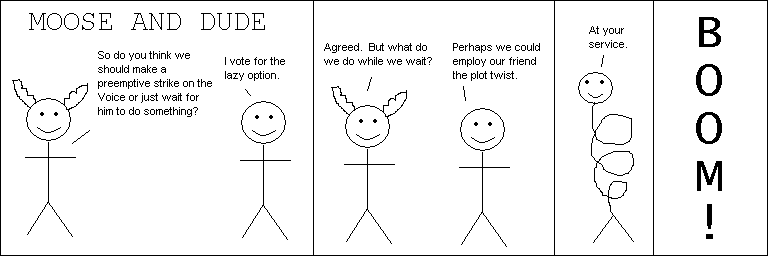 MOOSE AND DUDE
So do you think we
should make a
preemptive strike on the
Voice or just wait for
him to do something?
I vote for the
lazy option.
Agreed.  But what do
we do while we wait?
Perhaps we could
employ our friend
the plot twist.
At your
service.
B
O
O
M
!